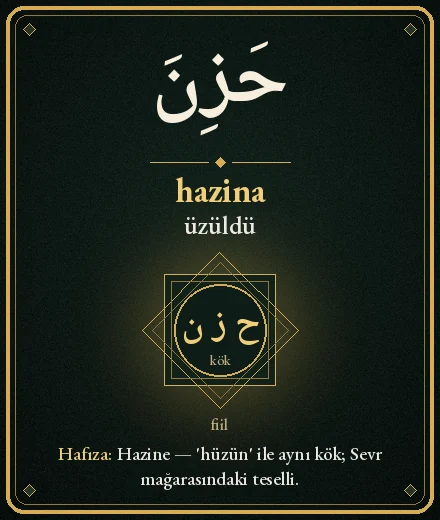 حَزِنَ
hazina
üzüldü
ح ز ن
kök
fiil
Hafıza: Hazine — 'hüzün' ile aynı kök; Sevr
mağarasındaki teselli.